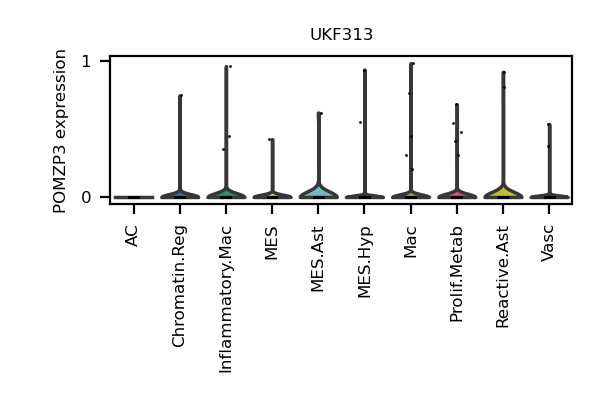 UKF313
POMZP3 expression
1
0
AC
Chromatin.Reg
Inflammatory.Mac
MES
MES.Ast
MES.Hyp
Mac
Prolif.Metab
Reactive.Ast
Vasc